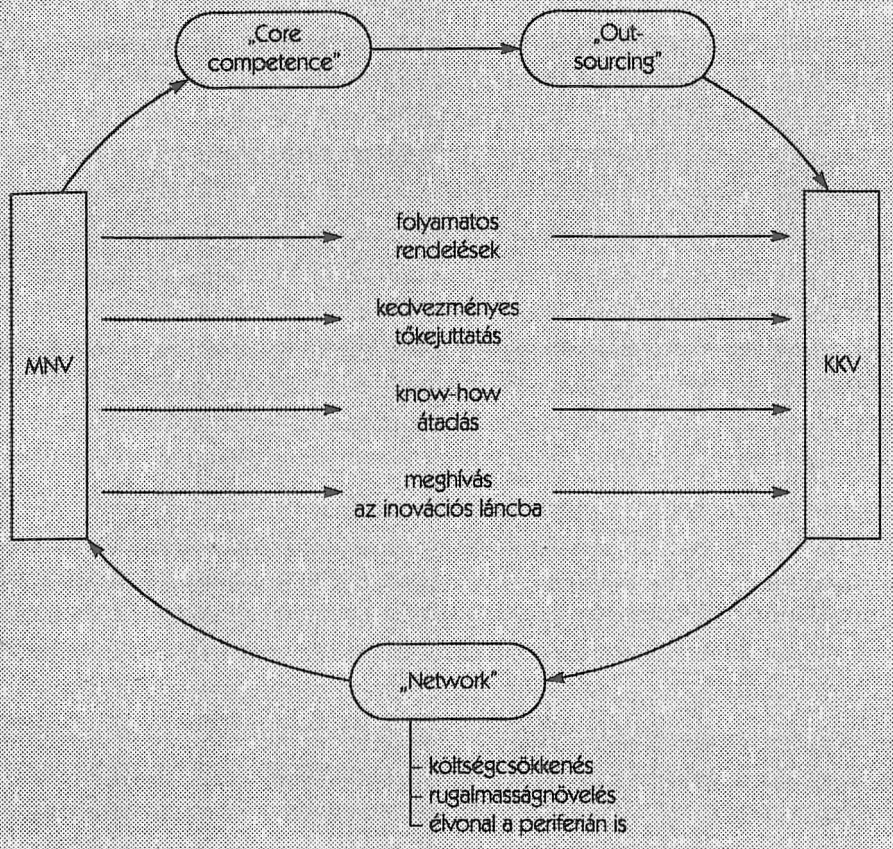 „Core
competence”
„Out-
sourcing”
folyamatos
rendelések
kedvezményes
tőkejuttatás
MNV
KKV
know-how
átadás
meghívás
az inovációs láncba
„Network”
költségcsökkenés
rugalmasságnövelés
élvonal a periferián is